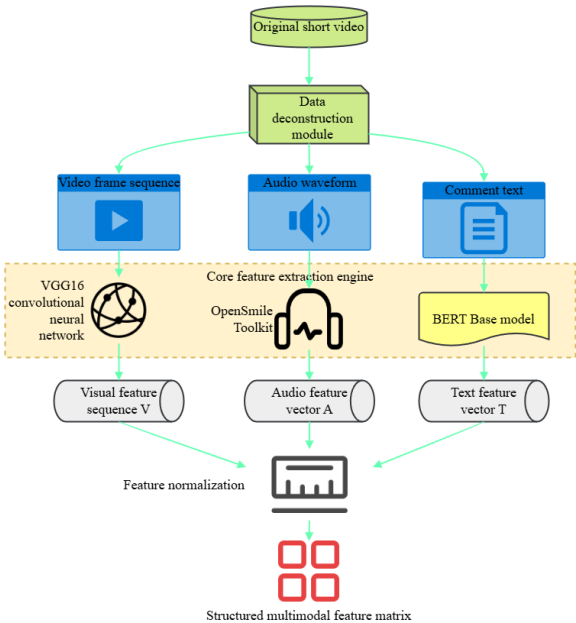 Original short video
Data
deconstruction
module
Video frame sequence
Audio waveform
Comment text
Core feature extraction engine
VGG16
convolutional
neural
network
OpenSmile
Toolkit
BERT Base model
Visual feature
sequence V
Audio feature
vector A
Text feature
vector T
Feature normalization
Structured multimodal feature matrix